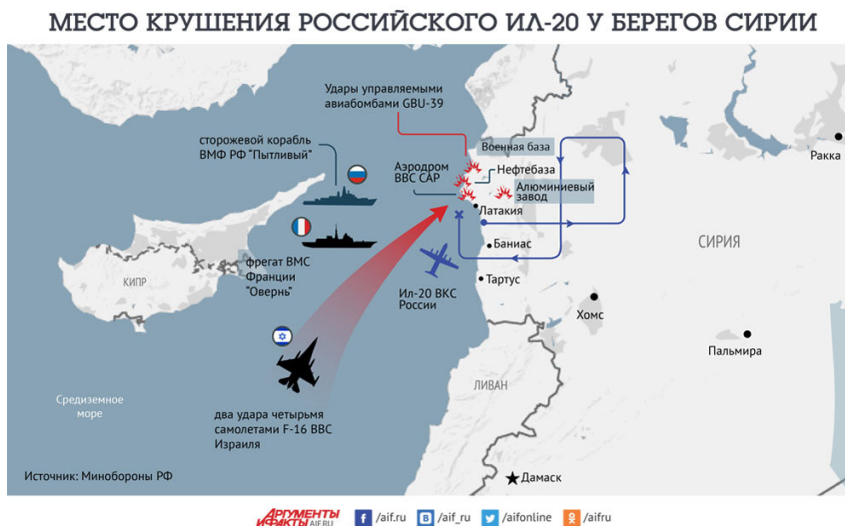 МЕСТО КРУШЕНИЯ РОССИЙСКОГО ИЛ-20 У БЕРЕГОВ СИРИИ
Удары управляемыми
авиабомбами GBU-39
сторожевой корабль
ВМФ РФ "Пытливый"
Военная база
Аэродром
ВВС САР
Нефтебаза
Алюминиевый
завод
Ракка
Латакия
фрегат ВМС
Франции
"Овернь"
Баниас
СИРИЯ
КИПР
Тартус
Ил-20 ВКС
России
Хомс
Пальмира
ЛИВАН
Средиземное
море
два удара четырьмя
самолетами F-16 ВВС
Израиля
Источник: Минобороны РФ
Дамаск
АРГУМЕНТЫ
И ФАКТЫ AIF.RU
f /aif.ru
B /aif_ru
/aifonline
/aifru